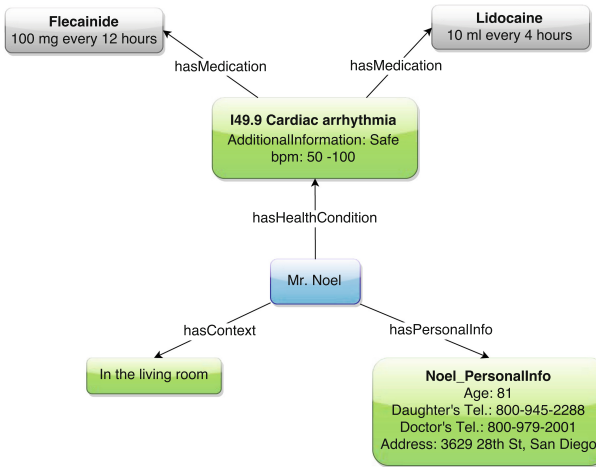 Flecainide
100 mg every 12 hours
Lidocaine
10 ml every 4 hours
hasMedication
hasMedication
I49.9 Cardiac arrhythmia
AdditionalInformation: Safe
bpm: 50 -100
hasHealthCondition
Mr. Noel
hasContext
hasPersonalInfo
In the living room
Noel_PersonalInfo
Age: 81
Daughter's Tel.: 800-945-2288
Doctor's Tel.: 800-979-2001
Address: 3629 28th St, San Diego